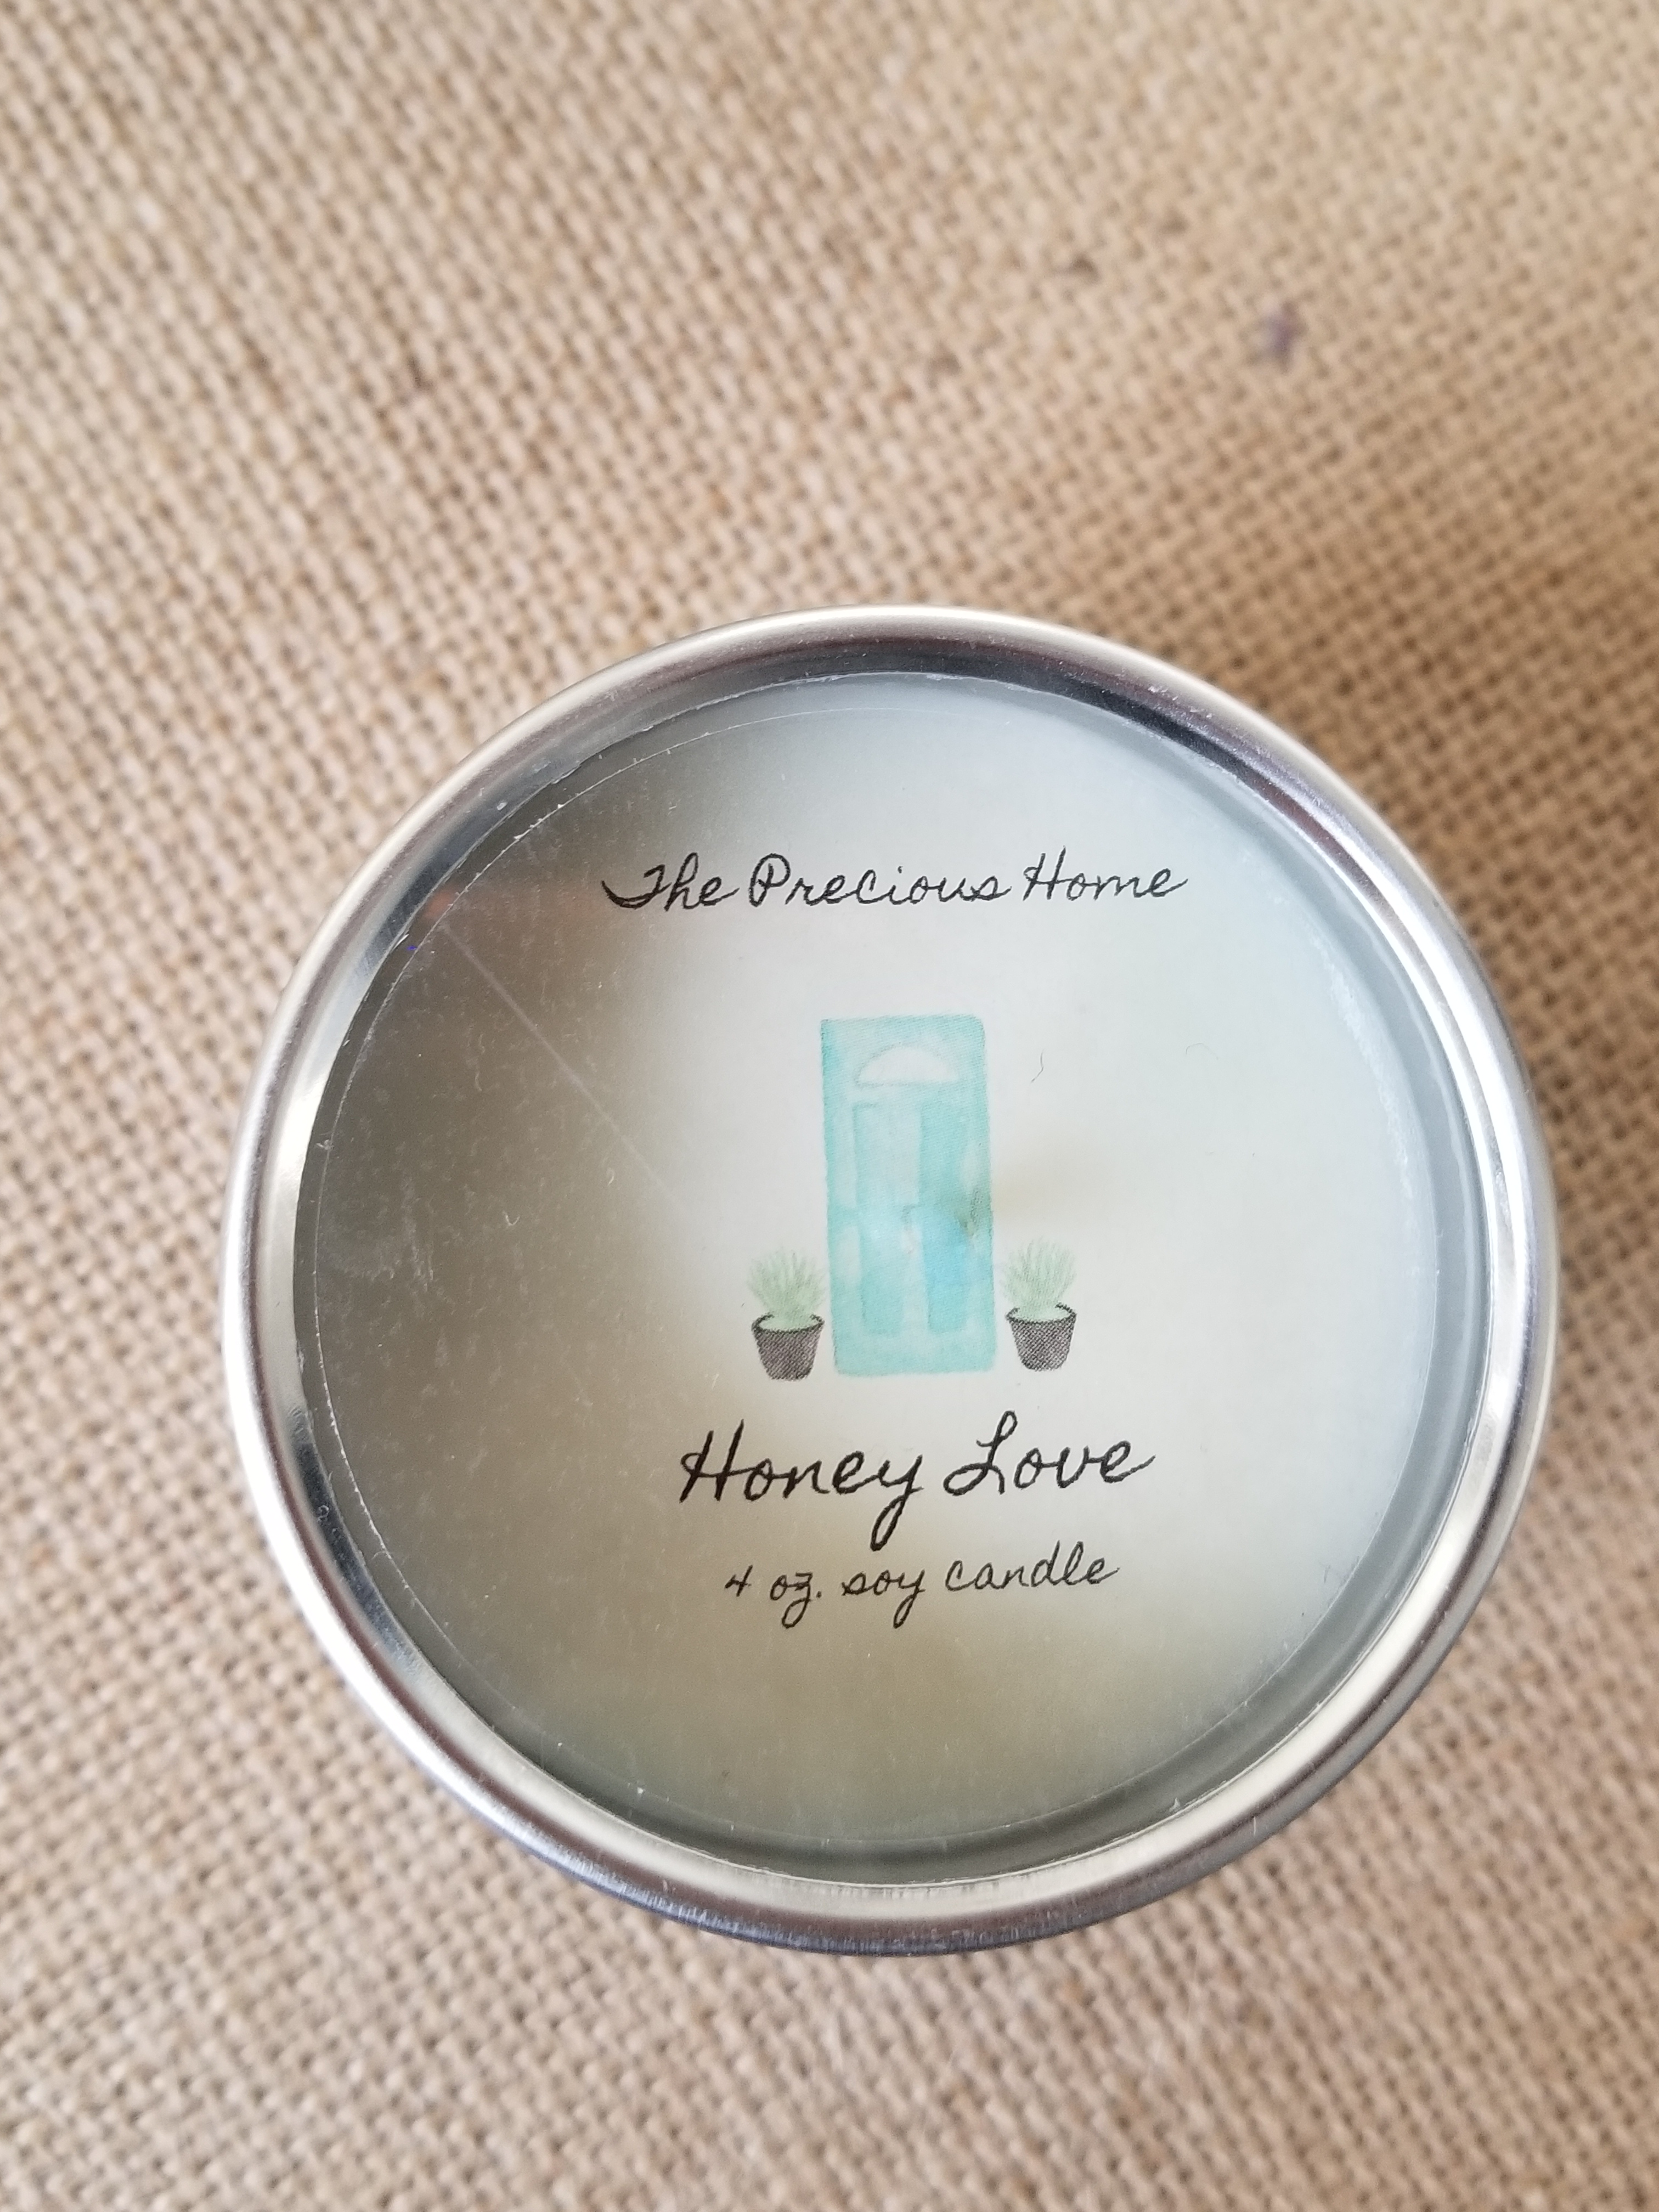 The Precious Home
Honey Love
4 oz. soy candle